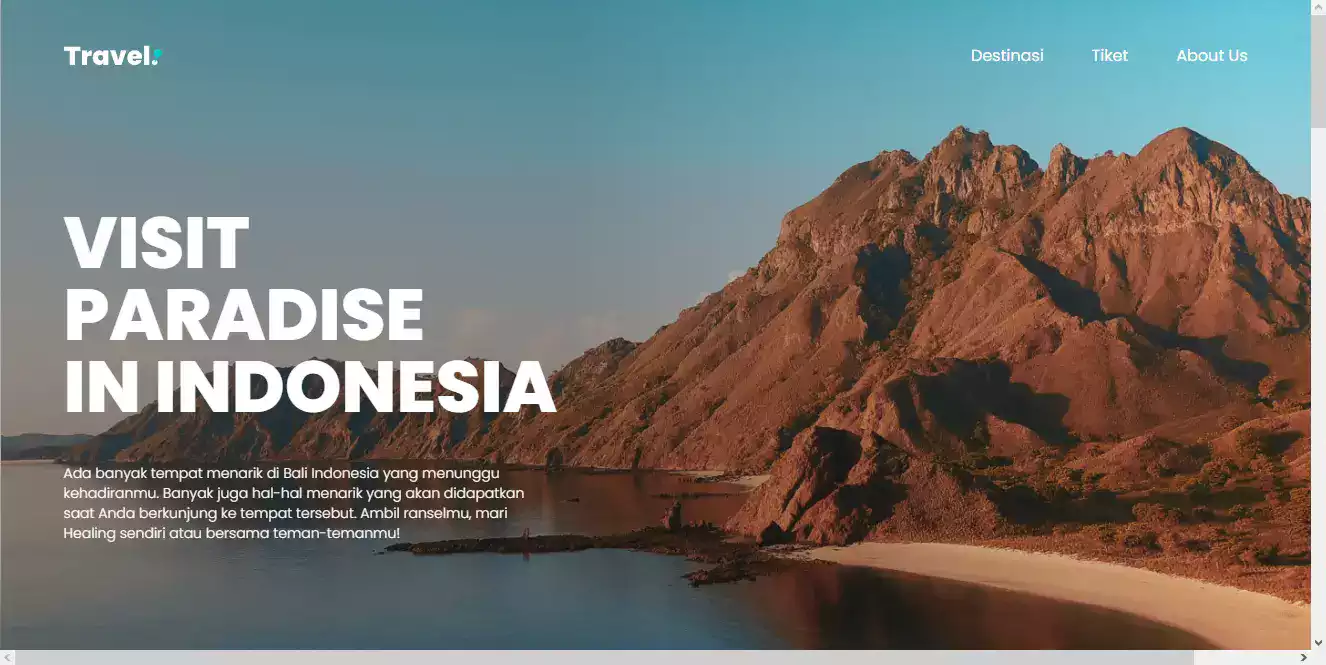 Travel.
Destinasi
Tiket
About Us
VISIT
PARADISE
IN INDONESIA
Ada banyak tempat menarik di Bali Indonesia yang menunggu
kehadiranmu. Banyak juga hal-hal menarik yang akan didapatkan
saat Anda berkunjung ke tempat tersebut. Ambil ranselmu, mari
Healing sendiri atau bersama teman-temanmu!